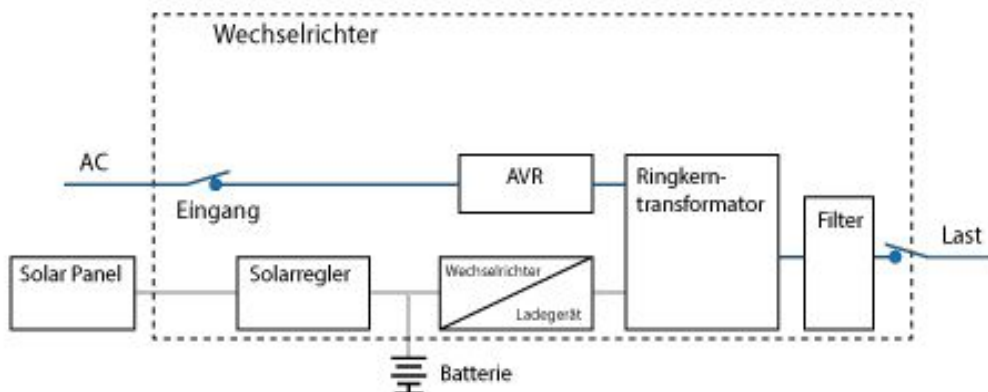 Wechselrichter
AC
Eingang
AVR
Ringkern-
transformator
Filter
Last
Solar Panel
Solarregler
Wechselrichter
Ladegerät
Batterie